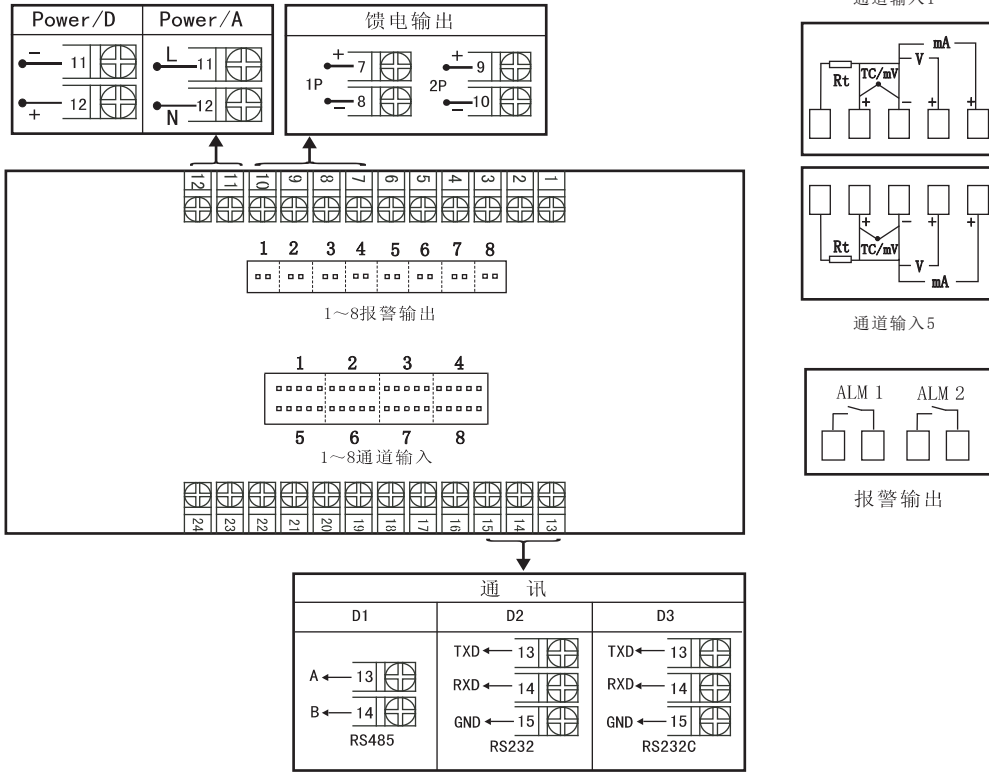 Power/D Power/A
馈电输出
通道输入1
− 11 L 11
+ 12 N 12
1P + 7 2P + 9
− 8 − 10
mA
V
Rt TC/mV
+ − + +
12 11 10 9 8 7 6 5 4 3 2 1
1 2 3 4 5 6 7 8
1～8报警输出
+ − + +
Rt TC/mV
V
mA
通道输入5
1 2 3 4
5 6 7 8
1～8通道输入
ALM 1 ALM 2
报警输出
24 23 22 21 20 19 18 17 16 15 14 13
通 讯
D1 D2 D3
A 13
B 14
RS485
TXD 13
RXD 14
GND 15
RS232
TXD 13
RXD 14
GND 15
RS232C